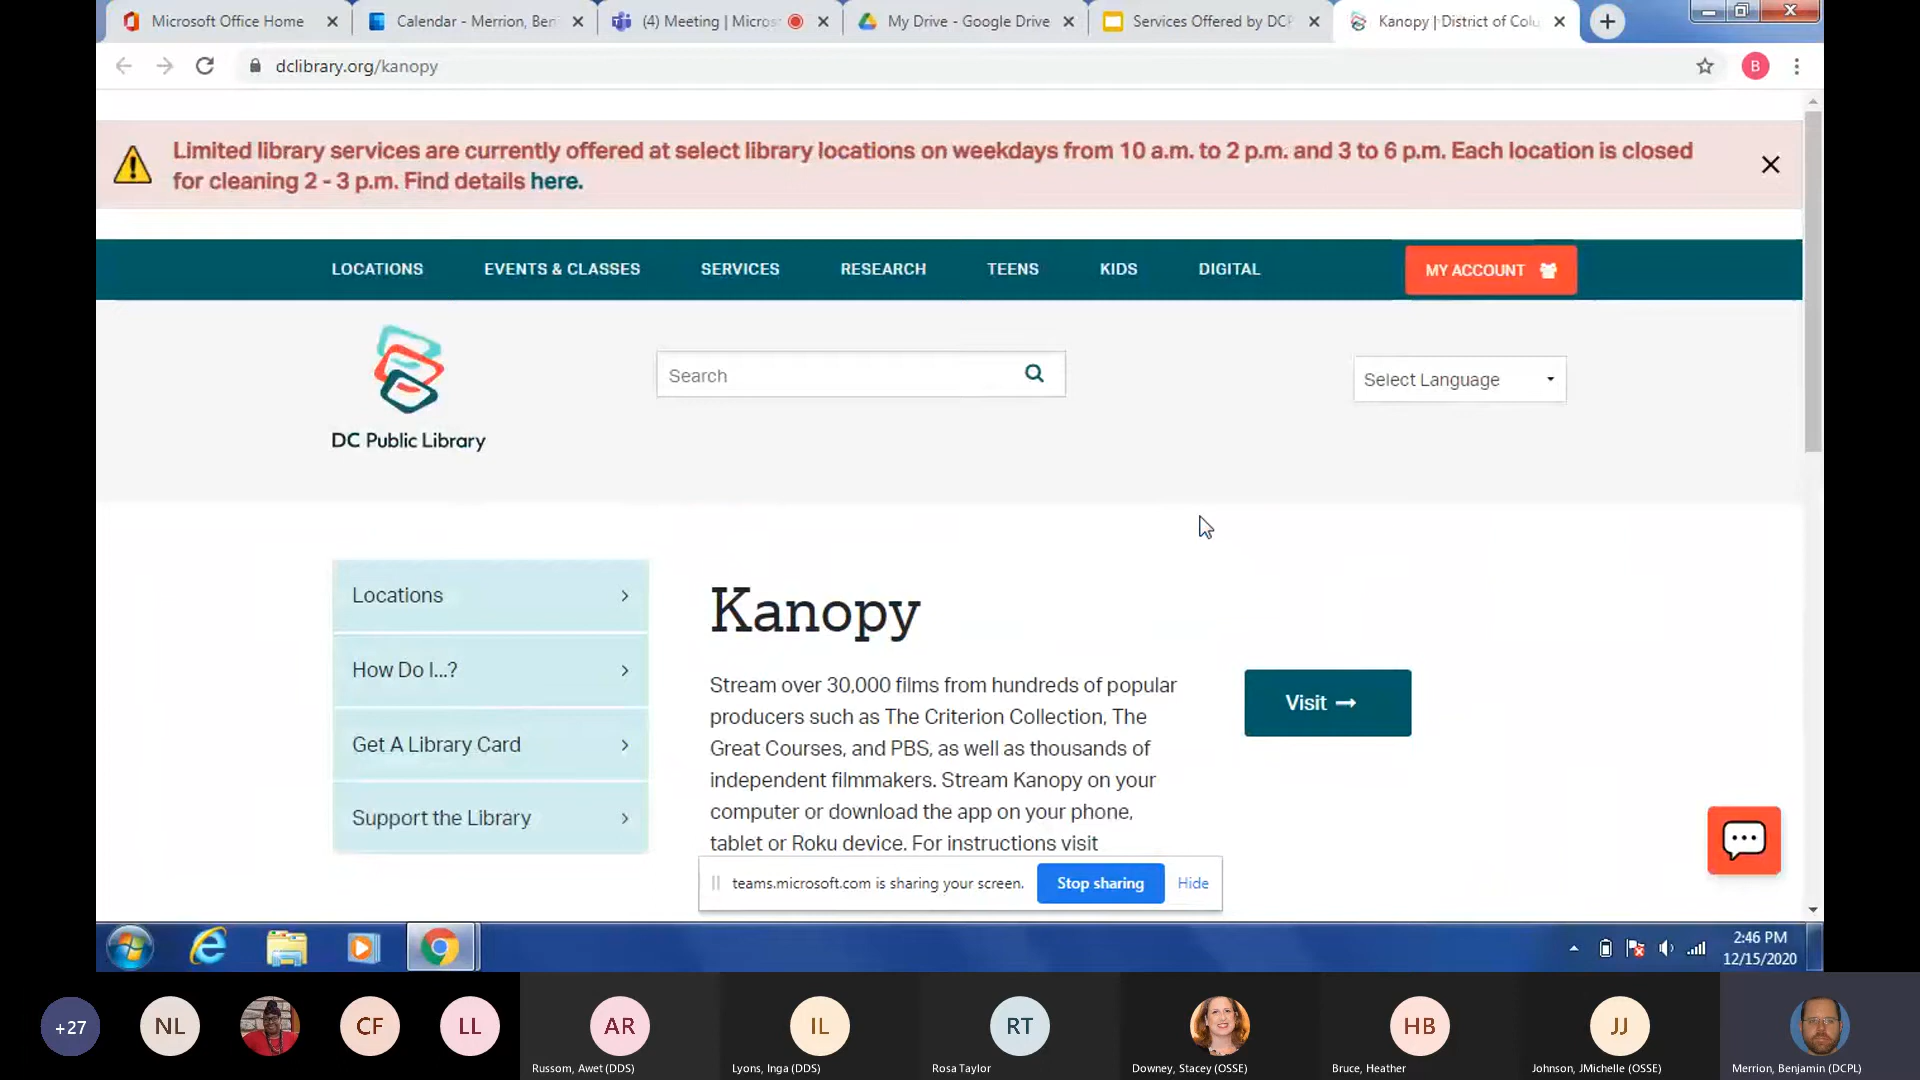 Microsoft Office Home
Calendar - Merrion, Ben
(4) Meeting | Micros
My Drive - Google Drive
Services Offered by DCP
Kanopy | District of Colu
dclibrary.org/kanopy
B
Limited library services are currently offered at select library locations on weekdays from 10 a.m. to 2 p.m. and 3 to 6 p.m. Each location is closed
for cleaning 2 - 3 p.m. Find details here.
LOCATIONS
EVENTS & CLASSES
SERVICES
RESEARCH
TEENS
KIDS
DIGITAL
MY ACCOUNT
DC Public Library
Search
Select Language
Locations
How Do I...?
Get A Library Card
Support the Library
Kanopy
Stream over 30,000 films from hundreds of popular
producers such as The Criterion Collection, The
Great Courses, and PBS, as well as thousands of
independent filmmakers. Stream Kanopy on your
computer or download the app on your phone,
tablet or Roku device. For instructions visit
Visit
teams.microsoft.com is sharing your screen.
Stop sharing
Hide
2:46 PM
12/15/2020
+27
NL
CF
LL
AR
IL
RT
HB
JJ
Russom, Awet (DDS)
Lyons, Inga (DDS)
Rosa Taylor
Downey, Stacey (OSSE)
Bruce, Heather
Johnson, JMichelle (OSSE)
Merrion, Benjamin (DCPL)